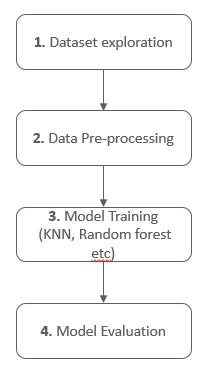 1. Dataset exploration
2. Data Pre-processing
3. Model Training
(KNN, Random forest
etc)
4. Model Evaluation